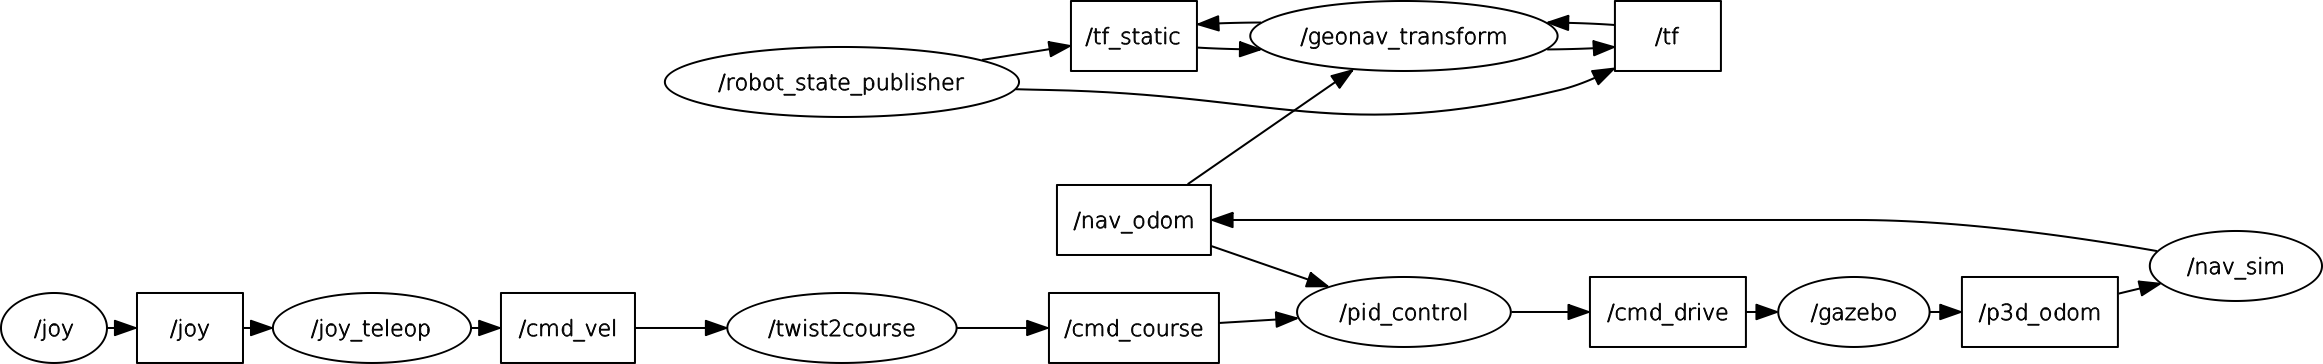 /tf_static
/geonav_transform
/tf
/robot_state_publisher
/nav_odom
/nav_sim
/joy
/joy
/joy_teleop
/cmd_vel
/twist2course
/cmd_course
/pid_control
/cmd_drive
/gazebo
/p3d_odom